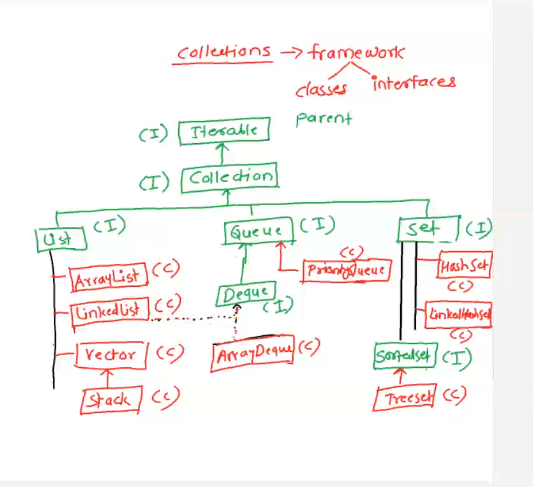 Collections → framework
classes interfaces
parent
(I) Iterable
(I) Collection
List (I) Queue (I) Set (I)
ArrayList (C) PriorityQueue (C) HashSet (C)
LinkedList (C) Deque (I) LinkedHashSet (C)
Vector (C) ArrayDeque (C) SortedSet (I)
Stack (C) Treeset (C)